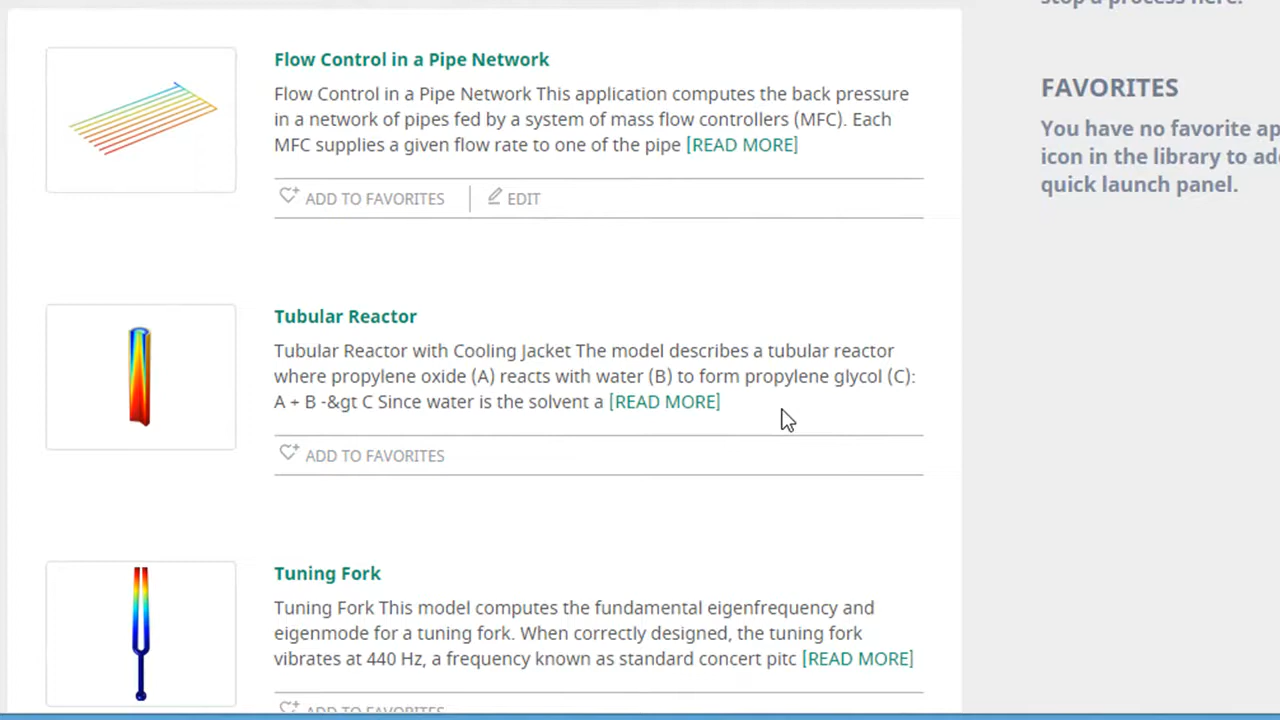 Flow Control in a Pipe Network
Flow Control in a Pipe Network This application computes the back pressure
in a network of pipes fed by a system of mass flow controllers (MFC). Each
MFC supplies a given flow rate to one of the pipe [READ MORE]
ADD TO FAVORITES
EDIT
Tubular Reactor
Tubular Reactor with Cooling Jacket The model describes a tubular reactor
where propylene oxide (A) reacts with water (B) to form propylene glycol (C):
A + B -&gt C Since water is the solvent a [READ MORE]
ADD TO FAVORITES
Tuning Fork
Tuning Fork This model computes the fundamental eigenfrequency and
eigenmode for a tuning fork. When correctly designed, the tuning fork
vibrates at 440 Hz, a frequency known as standard concert pitc [READ MORE]
ADD TO FAVORITES
stop a process here.
FAVORITES
You have no favorite ap
icon in the library to add
quick launch panel.